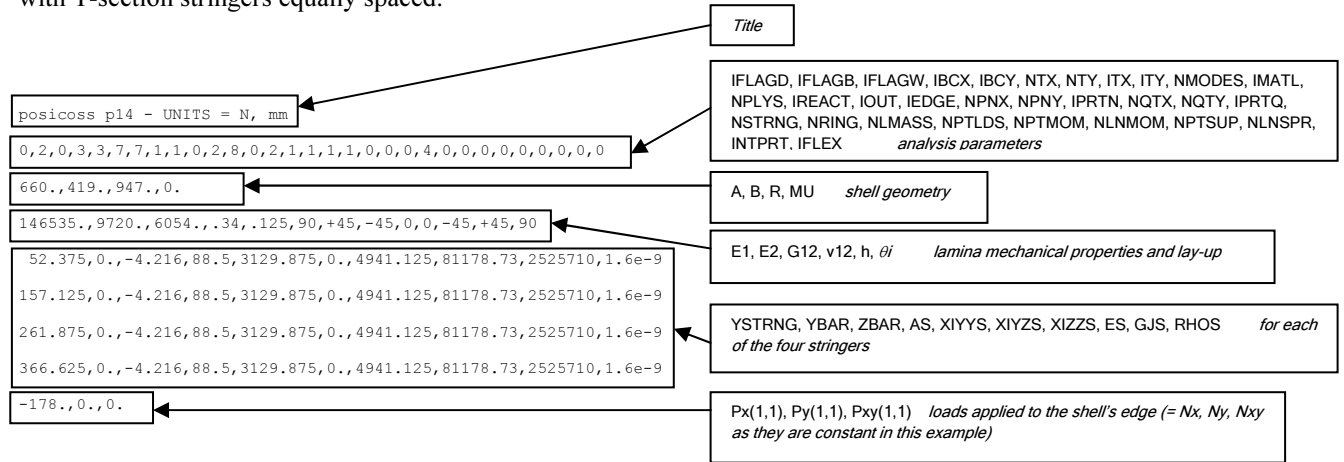 with T-section stringers equally spaced.
Title
posicoss p14 - UNITS = N, mm
IFLAGD, IFLAGB, IFLAGW, IBCX, IBCY, NTX, NTY, ITX, ITY, NMODES, IMATL,
NPLYS, IREACT, IOUT, IEDGE, NPNX, NPNY, IPRTN, NQTX, NQTY, IPRTQ,
NSTRNG, NRING, NLMASS, NPTLDS, NPTMOM, NLNMOM, NPTSUP, NLNSPR,
INTPRT, IFLEX analysis parameters
0,2,0,3,3,7,7,1,1,0,2,8,0,2,1,1,1,1,0,0,0,4,0,0,0,0,0,0,0,0,0
660.,419.,947.,0.
A, B, R, MU shell geometry
146535.,9720.,6054.,.34,.125,90,+45,-45,0,0,-45,+45,90
E1, E2, G12, ν12, h, θi lamina mechanical properties and lay-up
52.375,0.,-4.216,88.5,3129.875,0.,4941.125,81178.73,2525710,1.6e-9
157.125,0.,-4.216,88.5,3129.875,0.,4941.125,81178.73,2525710,1.6e-9
261.875,0.,-4.216,88.5,3129.875,0.,4941.125,81178.73,2525710,1.6e-9
366.625,0.,-4.216,88.5,3129.875,0.,4941.125,81178.73,2525710,1.6e-9
YSTRNG, YBAR, ZBAR, AS, XIYYS, XIYZS, XIZZS, ES, GJS, RHOS for each
of the four stringers
-178.,0.,0.
Px(1,1), Py(1,1), Pxy(1,1) loads applied to the shell's edge (= Nx, Ny, Nxy
as they are constant in this example)